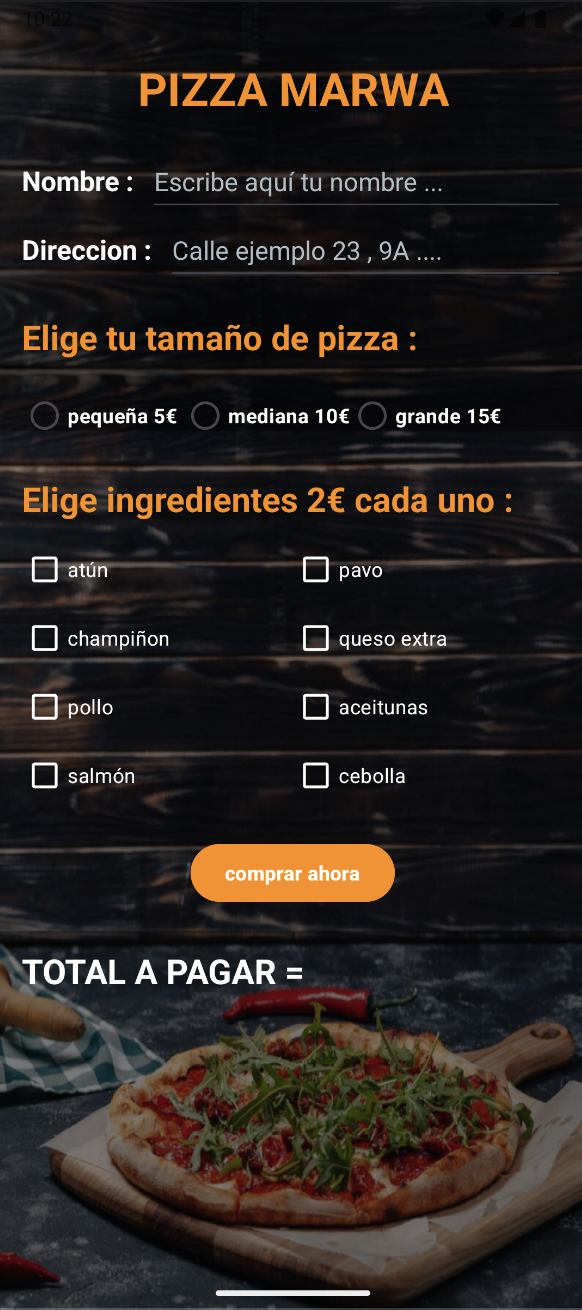 10:22
PIZZA MARWA
Nombre : Escribe aquí tu nombre ...
Direccion : Calle ejemplo 23 , 9A ....
Elige tu tamaño de pizza :
pequeña 5€ mediana 10€ grande 15€
Elige ingredientes 2€ cada uno :
atún pavo
champiñon queso extra
pollo aceitunas
salmón cebolla
comprar ahora
TOTAL A PAGAR =